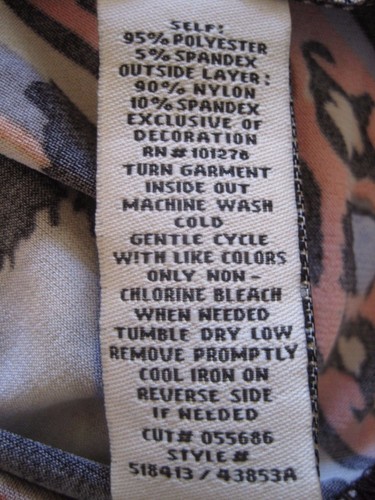 SELF:
95% POLYESTER
5% SPANDEX
OUTSIDE LAYER:
90% NYLON
10% SPANDEX
EXCLUSIVE OF
DECORATION
RN# 101276
TURN GARMENT
INSIDE OUT
MACHINE WASH
COLD
GENTLE CYCLE
WITH LIKE COLORS
ONLY NON-
CHLORINE BLEACH
WHEN NEEDED
TUMBLE DRY LOW
REMOVE PROMPTLY
COOL IRON ON
REVERSE SIDE
IF NEEDED
CUT# 055686
STYLE#
518413 / 43853A